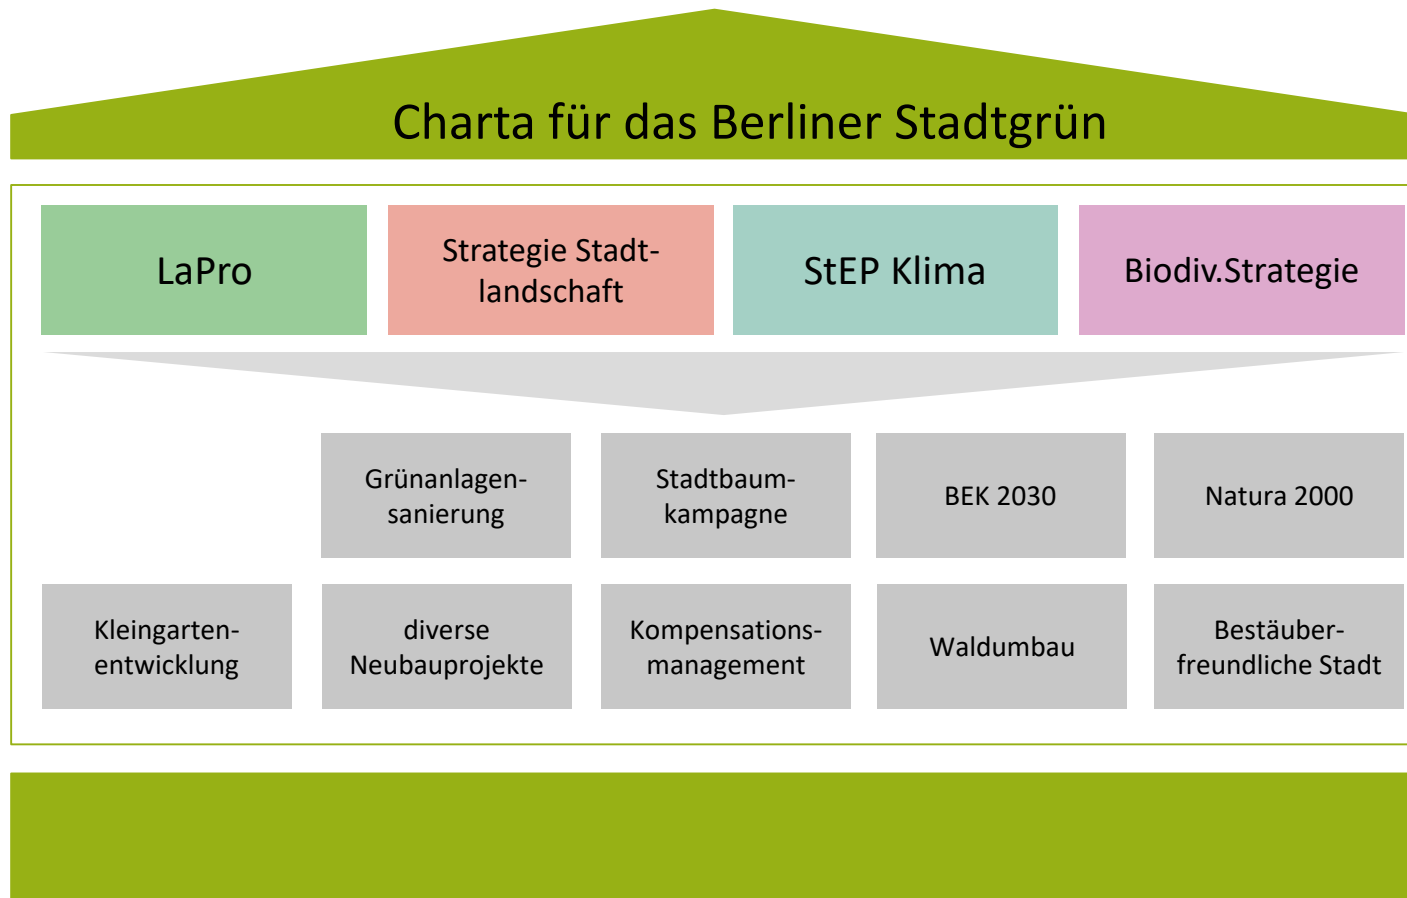 Charta für das Berliner Stadtgrün
LaPro
Strategie Stadt-
landschaft
StEP Klima
Biodiv.Strategie
Grünanlagen-
sanierung
Stadtbaum-
kampagne
BEK 2030
Natura 2000
Kleingarten-
entwicklung
diverse
Neubauprojekte
Kompensations-
management
Waldumbau
Bestäuber-
freundliche Stadt